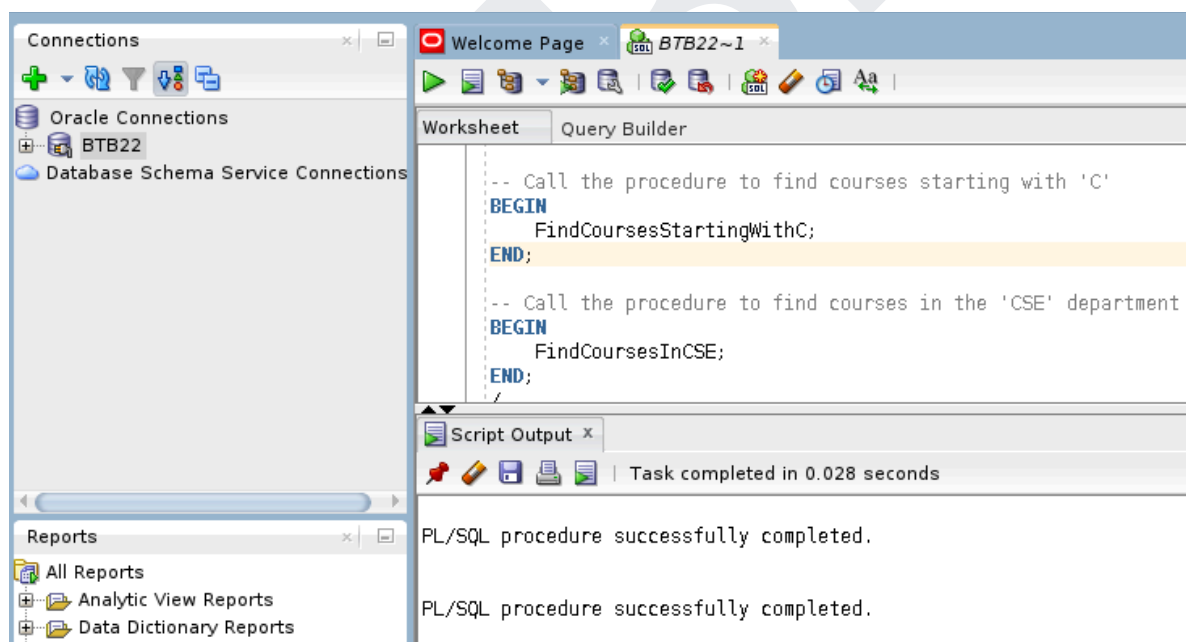 Connections
Oracle Connections
BTB22
Database Schema Service Connections
Reports
All Reports
Analytic View Reports
Data Dictionary Reports
Welcome Page
SQL BTB22~1
SQL
Aa
Worksheet Query Builder
-- Call the procedure to find courses starting with 'C'
BEGIN
FindCoursesStartingWithC;
END;
-- Call the procedure to find courses in the 'CSE' department
BEGIN
FindCoursesInCSE;
END;
/
Script Output
Task completed in 0.028 seconds
PL/SQL procedure successfully completed.
PL/SQL procedure successfully completed.